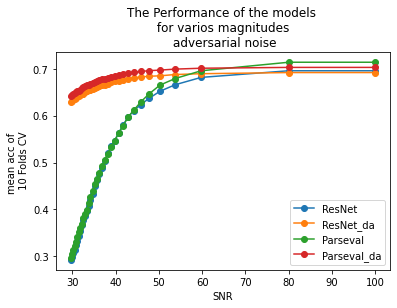 The Performance of the models
for varios magnitudes
adversarial noise
0.7
0.6
0.5
0.4
0.3
mean acc of
10 Folds CV
30 40 50 60 70 80 90 100
SNR
ResNet
ResNet_da
Parseval
Parseval_da